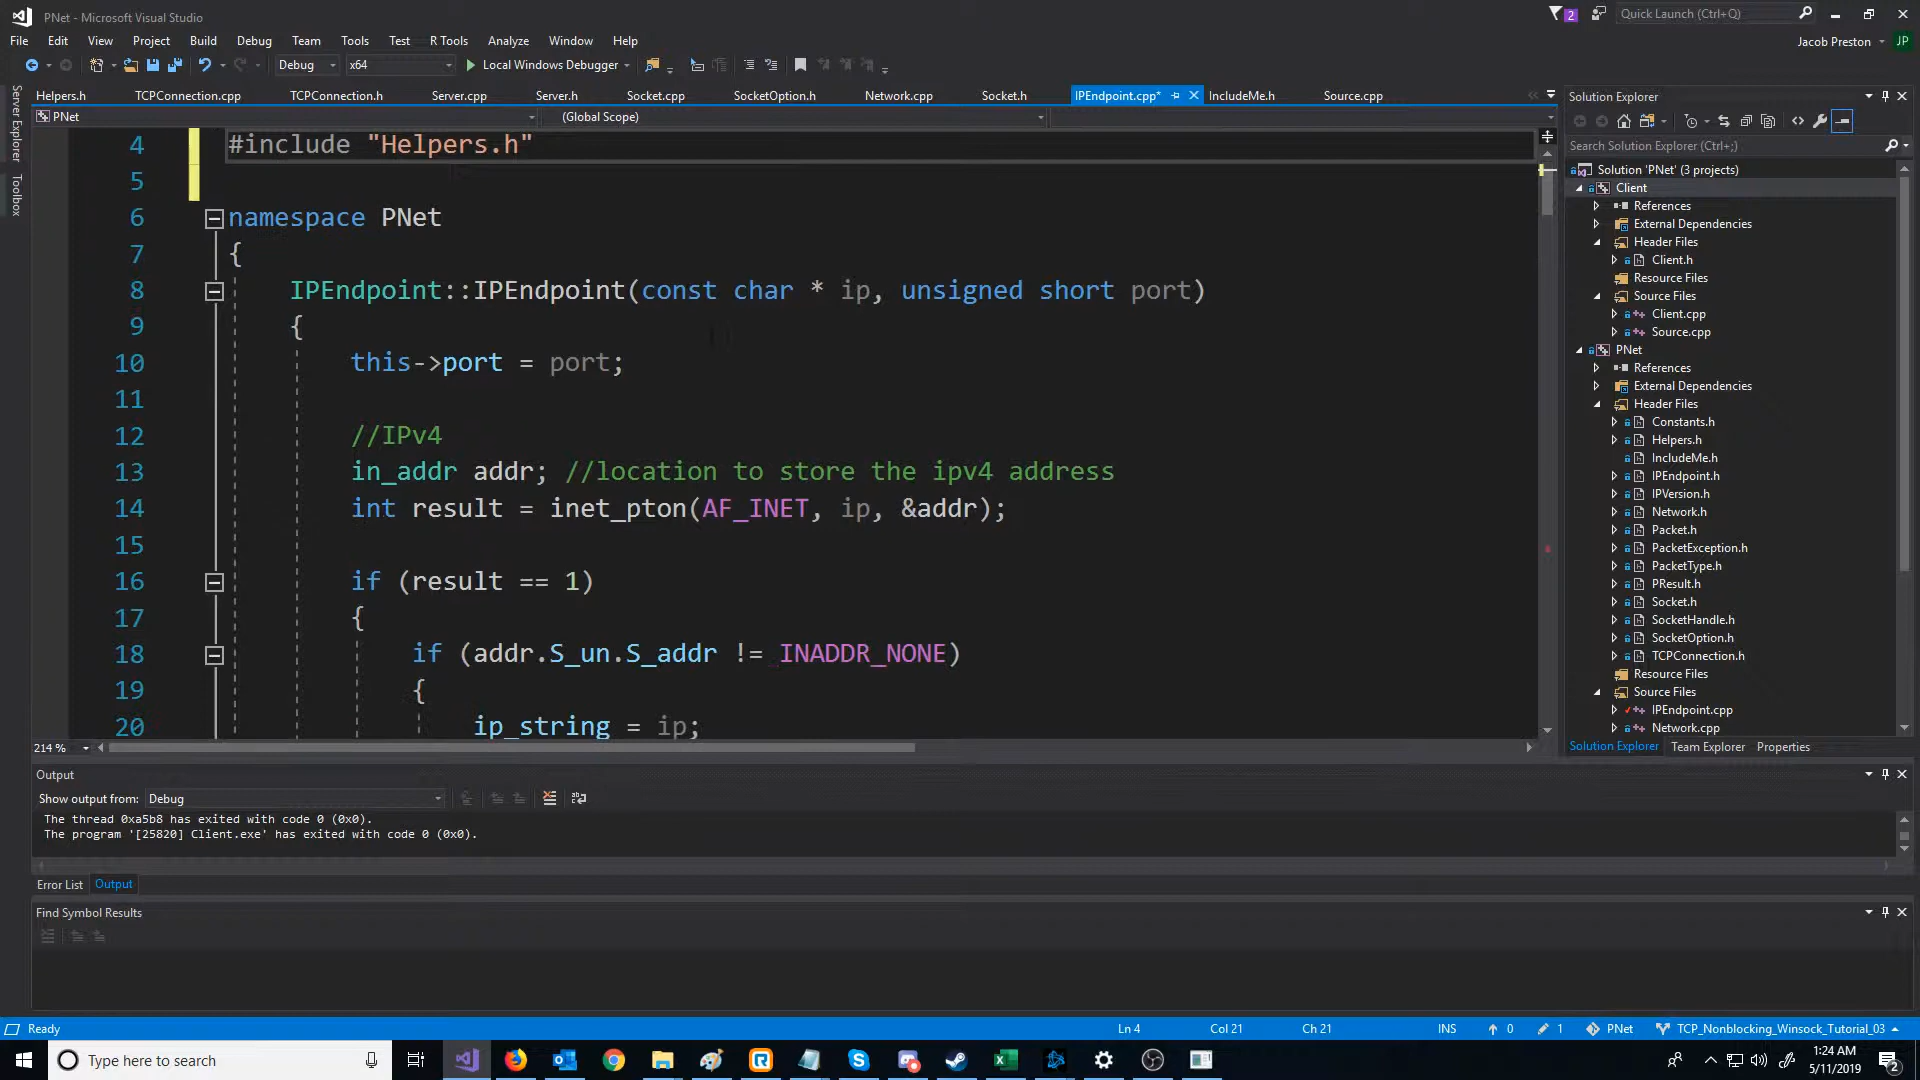 PNet - Microsoft Visual Studio
2
Quick Launch (Ctrl+Q)
File Edit View Project Build Debug Team Tools Test R Tools Analyze Window Help
Jacob Preston JP
Debug x64 Local Windows Debugger
Server Explorer
Toolbox
Helpers.h TCPConnection.cpp TCPConnection.h Server.cpp Server.h Socket.cpp SocketOption.h Network.cpp Socket.h IPEndpoint.cpp* IncludeMe.h Source.cpp
PNet (Global Scope)
4 #include "Helpers.h"
5
6 namespace PNet
7 {
8 IPEndpoint::IPEndpoint(const char * ip, unsigned short port)
9 {
10 this->port = port;
11
12 //IPv4
13 in_addr addr; //location to store the ipv4 address
14 int result = inet_pton(AF_INET, ip, &addr);
15
16 if (result == 1)
17 {
18 if (addr.S_un.S_addr != INADDR_NONE)
19 {
20 ip_string = ip;
214 %
Solution Explorer
Search Solution Explorer (Ctrl+;)
Solution 'PNet' (3 projects)
Client
References
External Dependencies
Header Files
Client.h
Resource Files
Source Files
Client.cpp
Source.cpp
PNet
References
External Dependencies
Header Files
Constants.h
Helpers.h
IncludeMe.h
IPEndpoint.h
IPVersion.h
Network.h
Packet.h
PacketException.h
PacketType.h
PResult.h
Socket.h
SocketHandle.h
SocketOption.h
TCPConnection.h
Resource Files
Source Files
IPEndpoint.cpp
Network.cpp
Solution Explorer Team Explorer Properties
Output
Show output from: Debug
The thread 0xa5b8 has exited with code 0 (0x0).
The program '[25820] Client.exe' has exited with code 0 (0x0).
Error List Output
Find Symbol Results
Ready Ln 4 Col 21 Ch 21 INS 0 1 PNet TCP_Nonblocking_Winsock_Tutorial_03
Type here to search
1:24 AM
5/11/2019
2